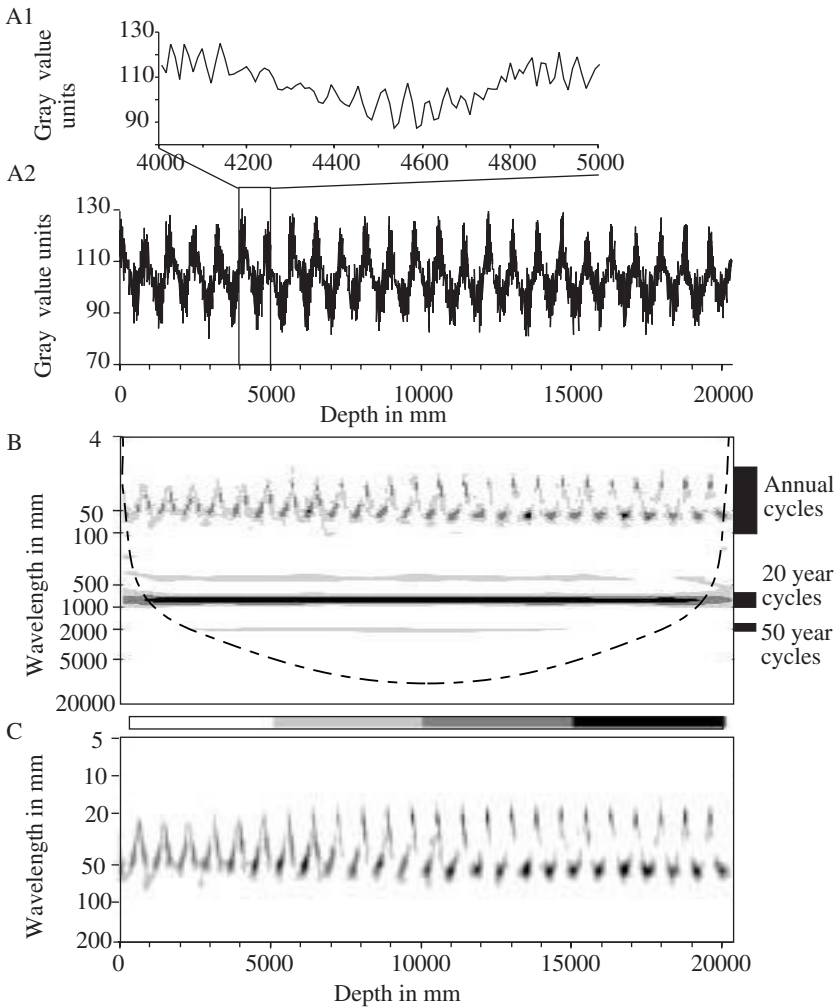 A1
Gray value
units
130
110
90
4000
4200
4400
4600
4800
5000
A2
Gray value units
130
110
90
70
0
5000
10000
15000
20000
Depth in mm
B
Wavelength in mm
4
50
100
500
1000
2000
5000
20000
Annual
cycles
20 year
cycles
50 year
cycles
C
Wavelength in mm
5
10
20
50
100
200
0
5000
10000
15000
20000
Depth in mm